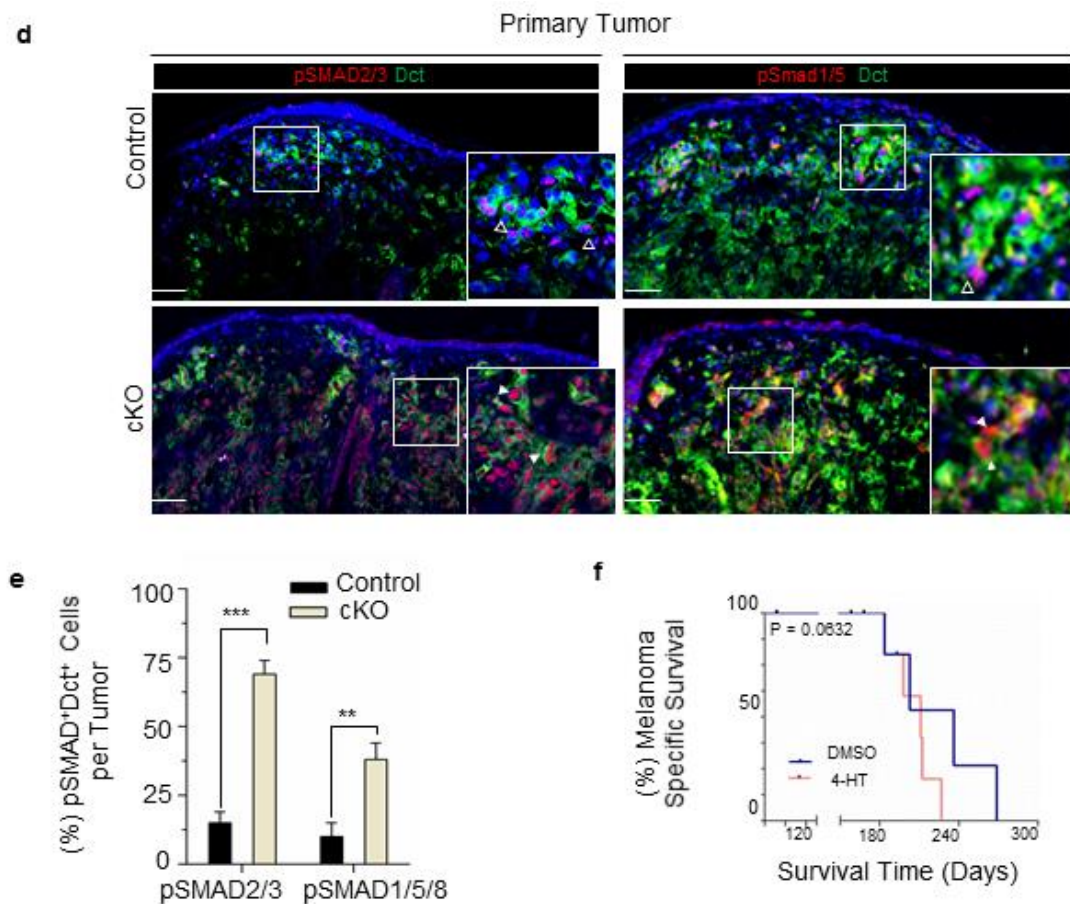 d
Primary Tumor
pSMAD2/3 Dct
pSmad1/5 Dct
Control
cKO
e
(%) pSMAD⁺Dct⁺ Cells
per Tumor
100
75
50
25
0
***
**
Control
cKO
pSMAD2/3
pSMAD1/5/8
f
(%) Melanoma
Specific Survival
100
50
0
P = 0.0632
DMSO
4-HT
120
180
240
300
Survival Time (Days)